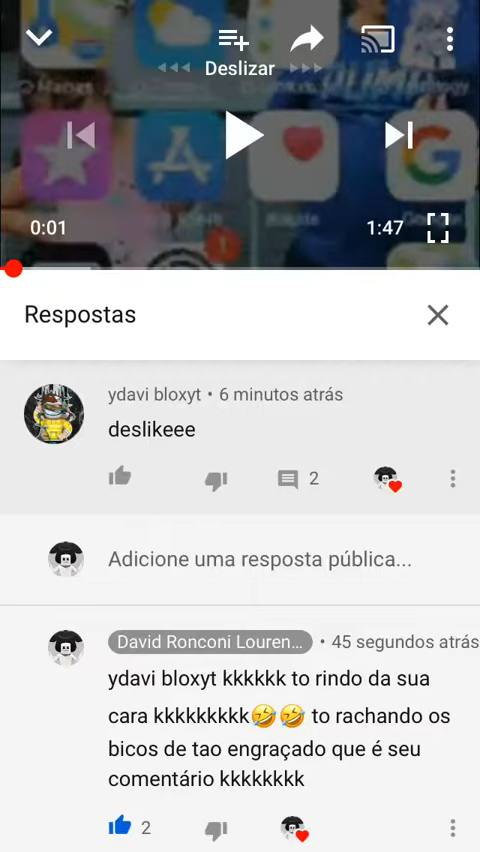 Deslizar
0:01
1:47
Respostas
ydavi bloxyt • 6 minutos atrás
deslikeee
2
Adicione uma resposta pública...
David Ronconi Louren... • 45 segundos atrás
ydavi bloxyt kkkkkk to rindo da sua
cara kkkkkkkkk🤣🤣 to rachando os
bicos de tao engraçado que é seu
comentário kkkkkkkk
2